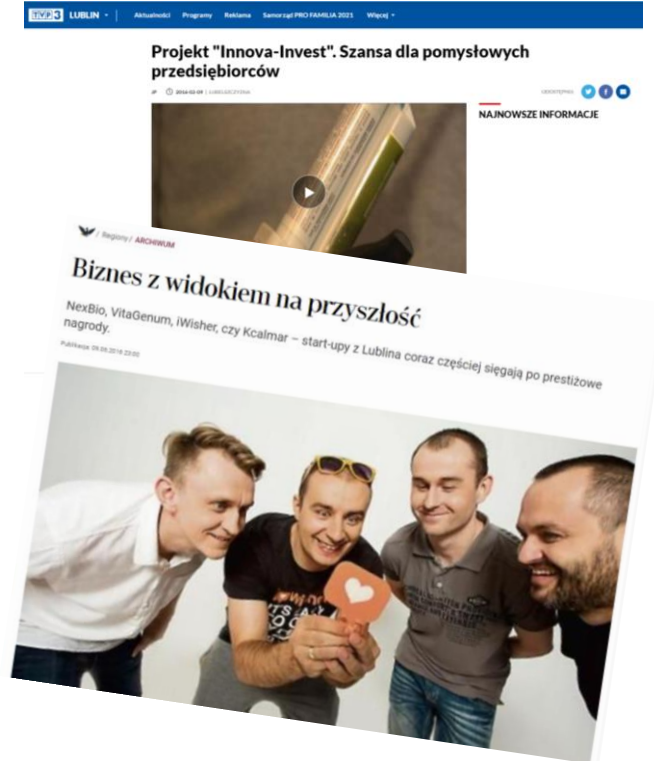 TVP3 LUBLIN
Aktualności Programy Reklama Samorząd PRO FAMILIA 2021 Więcej
Projekt "Innova-Invest". Szansa dla pomysłowych
przedsiębiorców
JP 2016-02-09 | LUBELSZCZYZNA
UDOSTĘPNIJ:
NAJNOWSZE INFORMACJE
/ Regiony / ARCHIWUM
Biznes z widokiem na przyszłość
NexBio, VitaGenum, iWisher, czy Kcalmar – start-upy z Lublina coraz częściej sięgają po prestiżowe
nagrody.
Publikacja: 09.06.2016 23:00